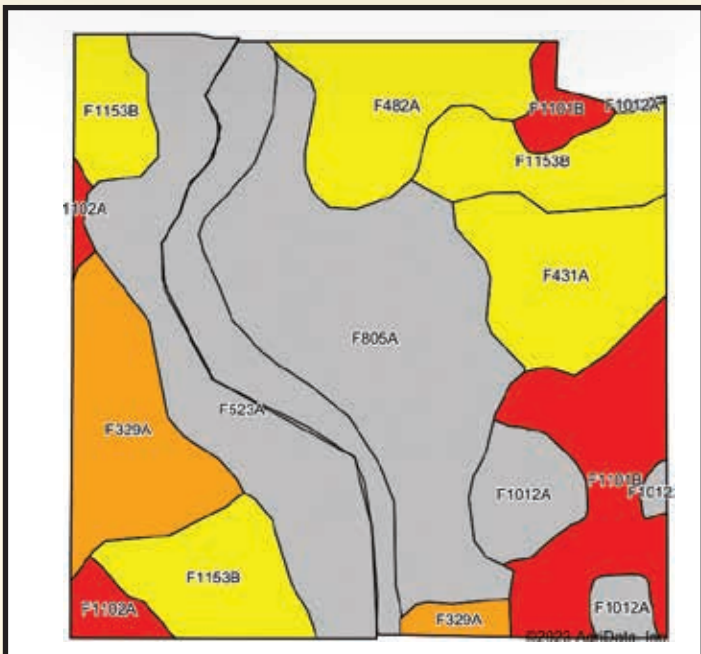 F482A
F1153B
F1101B
F1012A
F1153B
1102A
F431A
F805A
F523A
F329A
F1101B
F1012
F1012A
F1153B
F1102A
F329A
F1012A
©2023 AgriData, Inc.